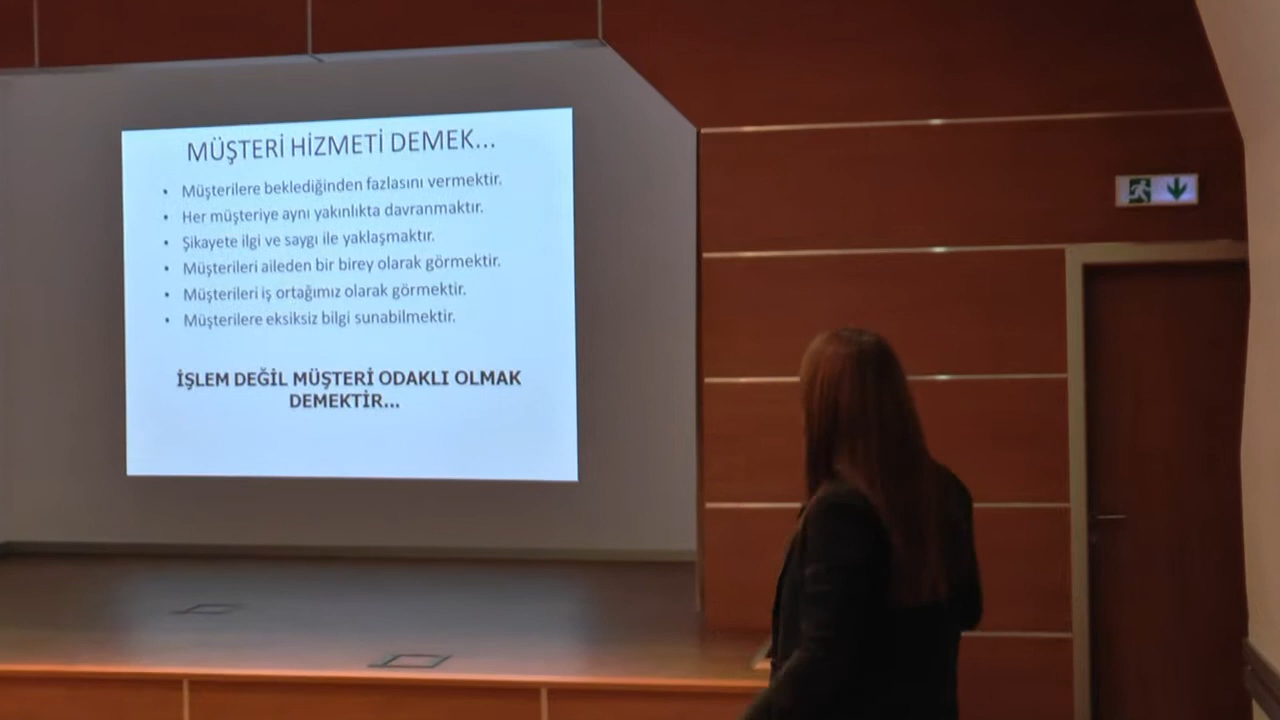 MÜŞTERİ HİZMETİ DEMEK...
• Müşterilere beklediğinden fazlasını vermektir.
• Her müşteriye aynı yakınlıkta davranmaktır.
• Şikayete ilgi ve saygı ile yaklaşmaktır.
• Müşterileri aileden bir birey olarak görmektir.
• Müşterileri iş ortağımız olarak görmektir.
• Müşterilere eksiksiz bilgi sunabilmektir.
İŞLEM DEĞİL MÜŞTERİ ODAKLI OLMAK
DEMEKTİR...